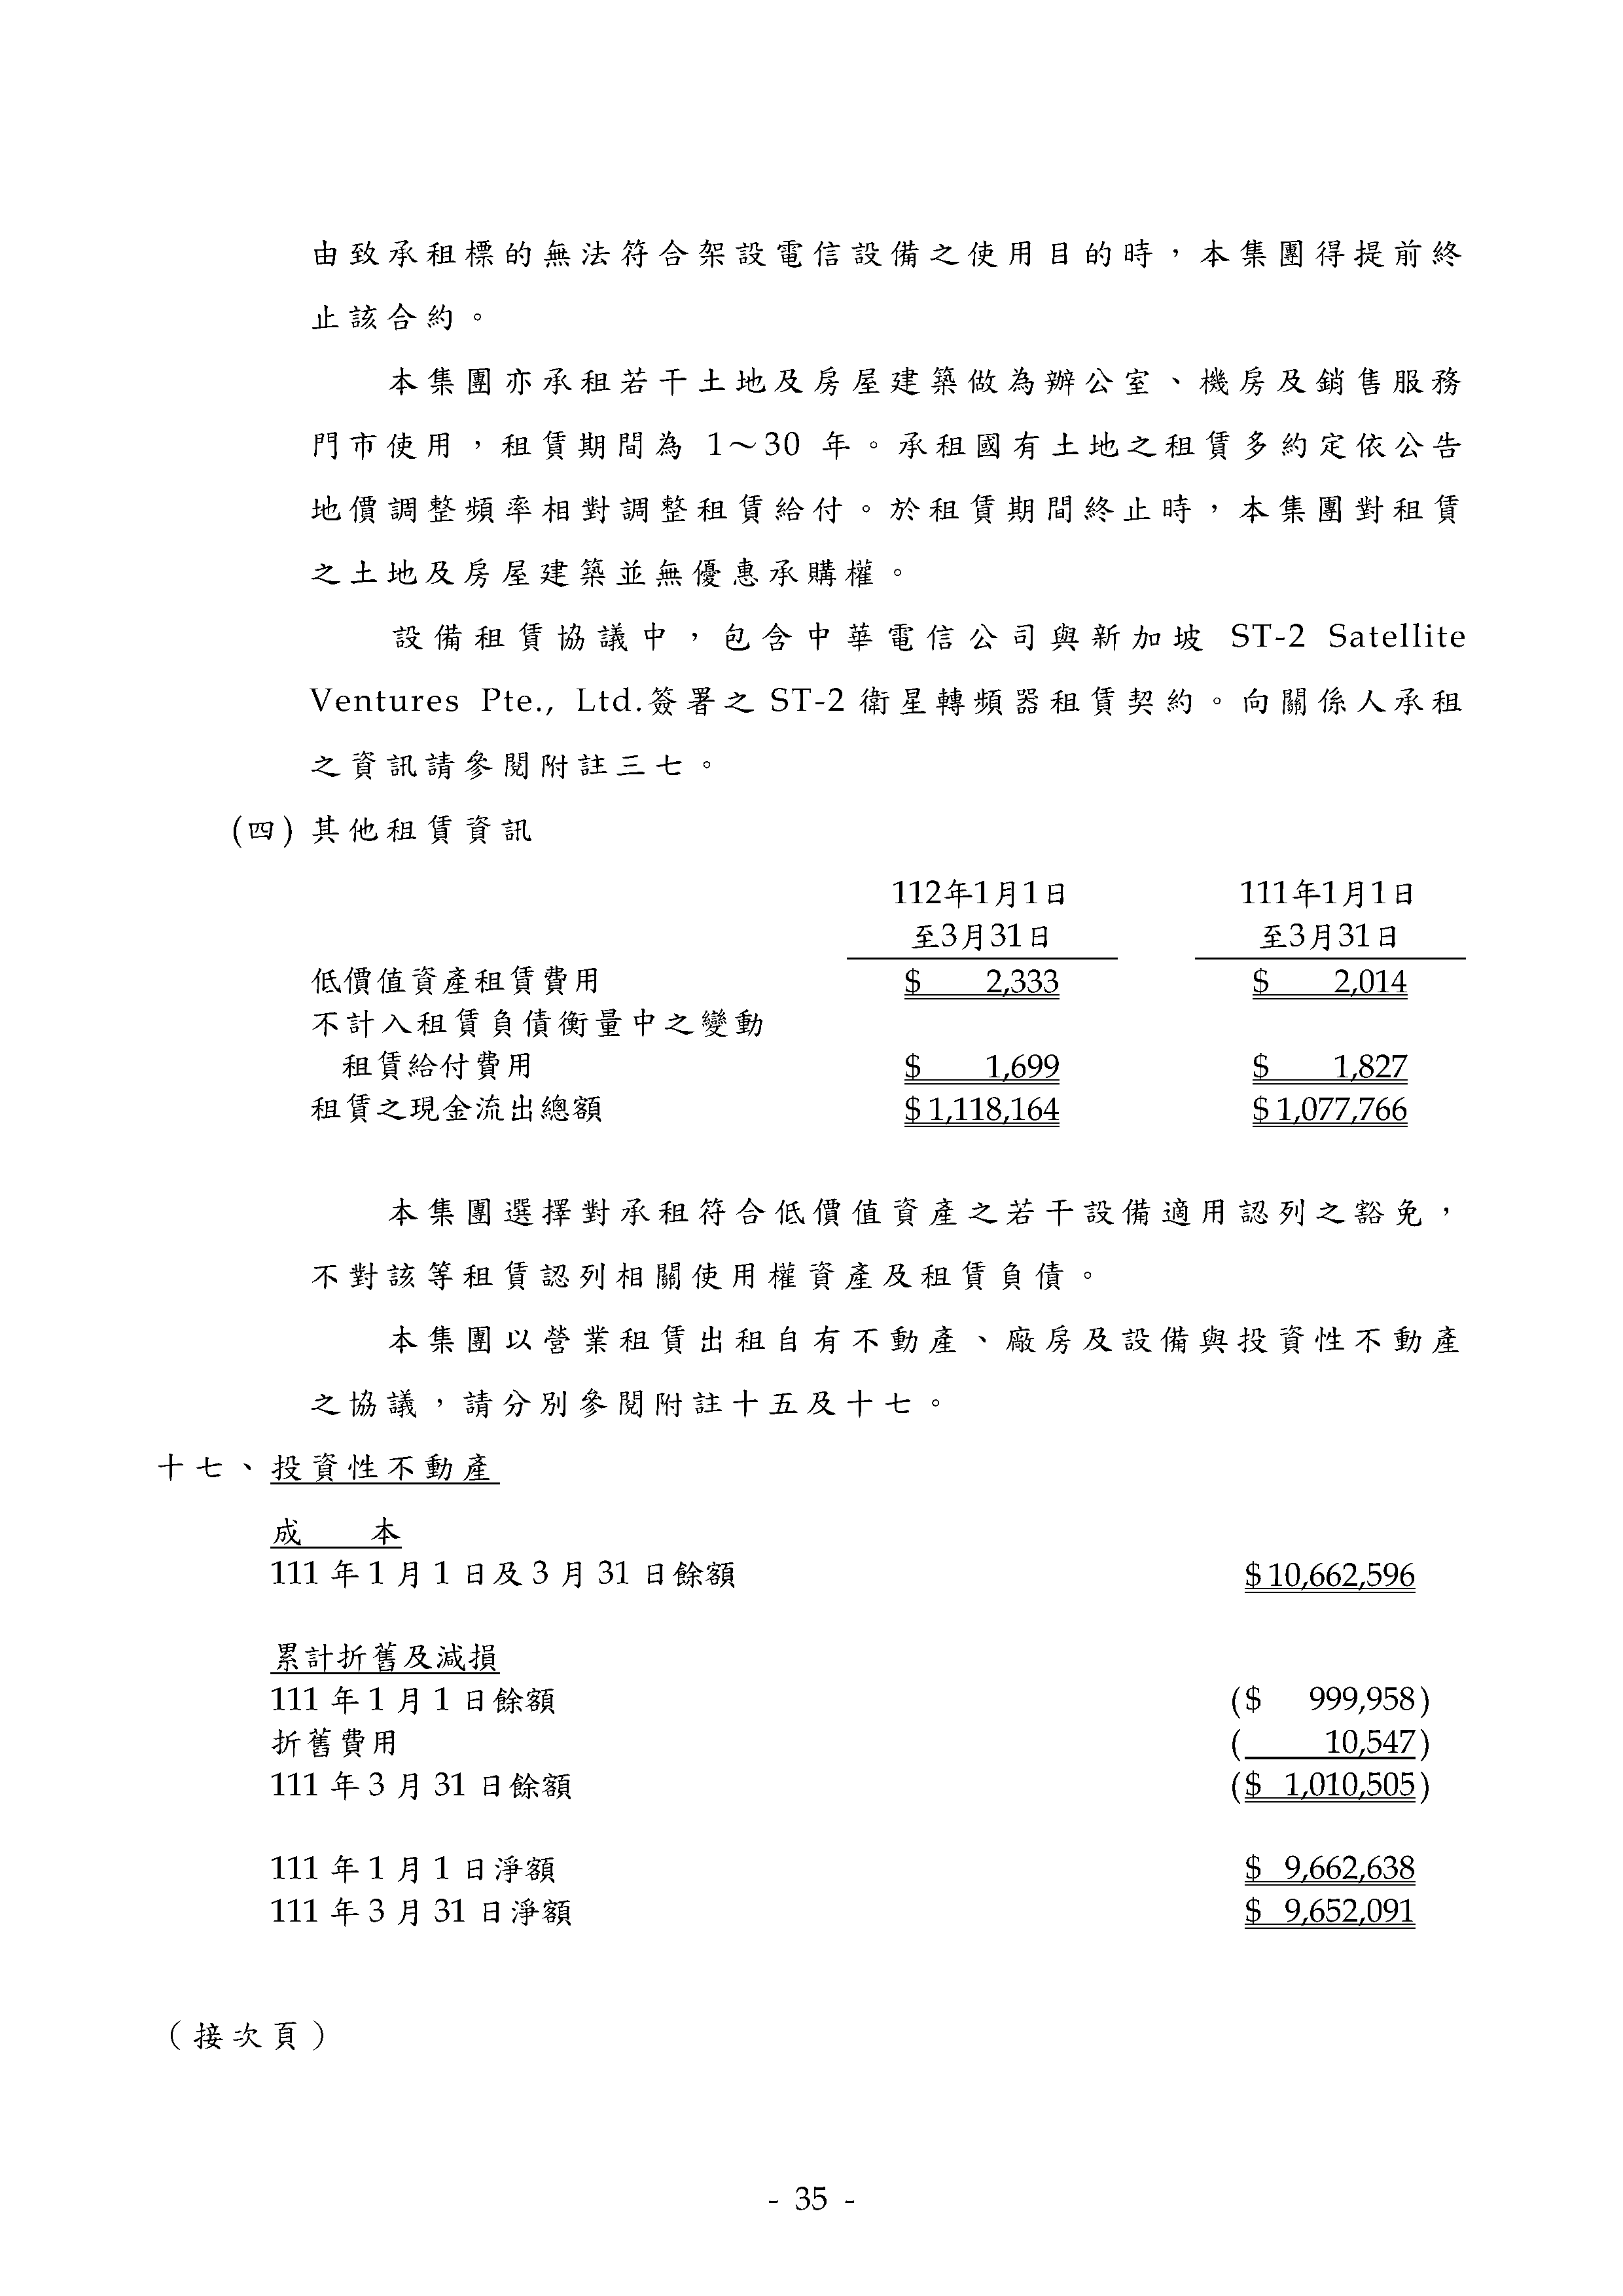 由致承租標的無法符合架設電信設備之使用目的時，本集團得提前終
止該合約。
本集團亦承租若干土地及房屋建築做為辦公室、機房及銷售服務
門市使用，租賃期間為 1～30 年。承租國有土地之租賃多約定依公告
地價調整頻率相對調整租賃給付。於租賃期間終止時，本集團對租賃
之土地及房屋建築並無優惠承購權。
設備租賃協議中，包含中華電信公司與新加坡 ST-2 Satellite
Ventures Pte., Ltd.簽署之 ST-2 衛星轉頻器租賃契約。向關係人承租
之資訊請參閱附註三七。
(四) 其他租賃資訊
112年1月1日 111年1月1日
至3月31日 至3月31日
低價值資產租賃費用 $ 2,333 $ 2,014
不計入租賃負債衡量中之變動
租賃給付費用 $ 1,699 $ 1,827
租賃之現金流出總額 $ 1,118,164 $ 1,077,766
本集團選擇對承租符合低價值資產之若干設備適用認列之豁免，
不對該等租賃認列相關使用權資產及租賃負債。
本集團以營業租賃出租自有不動產、廠房及設備與投資性不動產
之協議，請分別參閱附註十五及十七。
十七、投資性不動產
成 本
111 年 1 月 1 日及 3 月 31 日餘額 $ 10,662,596
累計折舊及減損
111 年 1 月 1 日餘額 ($ 999,958)
折舊費用 ( 10,547)
111 年 3 月 31 日餘額 ($ 1,010,505)
111 年 1 月 1 日淨額 $ 9,662,638
111 年 3 月 31 日淨額 $ 9,652,091
（接次頁）
- 35 -